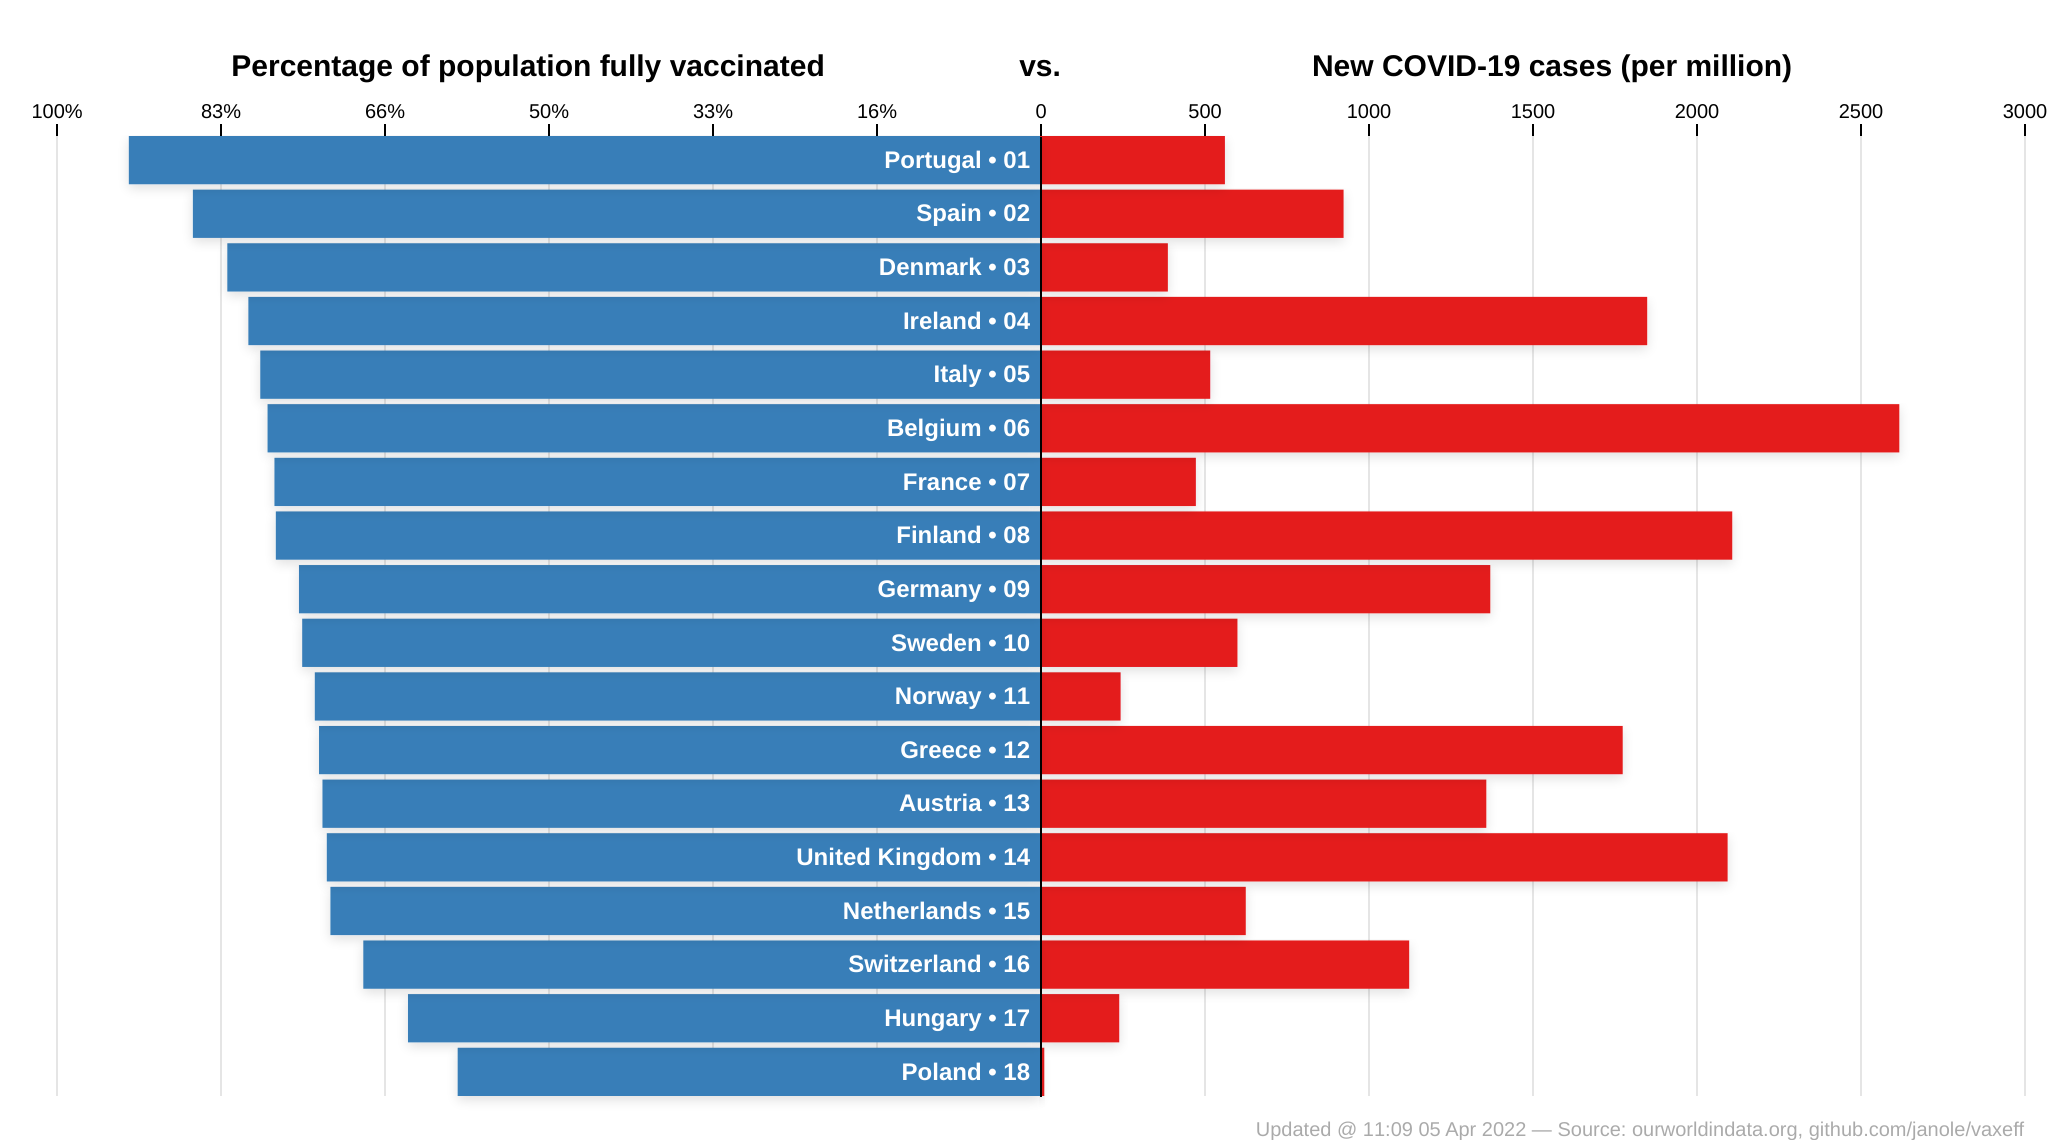 Percentage of population fully vaccinated vs. New COVID-19 cases (per million)
100% 83% 66% 50% 33% 16% 0 500 1000 1500 2000 2500 3000
Portugal • 01
Spain • 02
Denmark • 03
Ireland • 04
Italy • 05
Belgium • 06
France • 07
Finland • 08
Germany • 09
Sweden • 10
Norway • 11
Greece • 12
Austria • 13
United Kingdom • 14
Netherlands • 15
Switzerland • 16
Hungary • 17
Poland • 18
Updated @ 11:09 05 Apr 2022 — Source: ourworldindata.org, github.com/janole/vaxeff